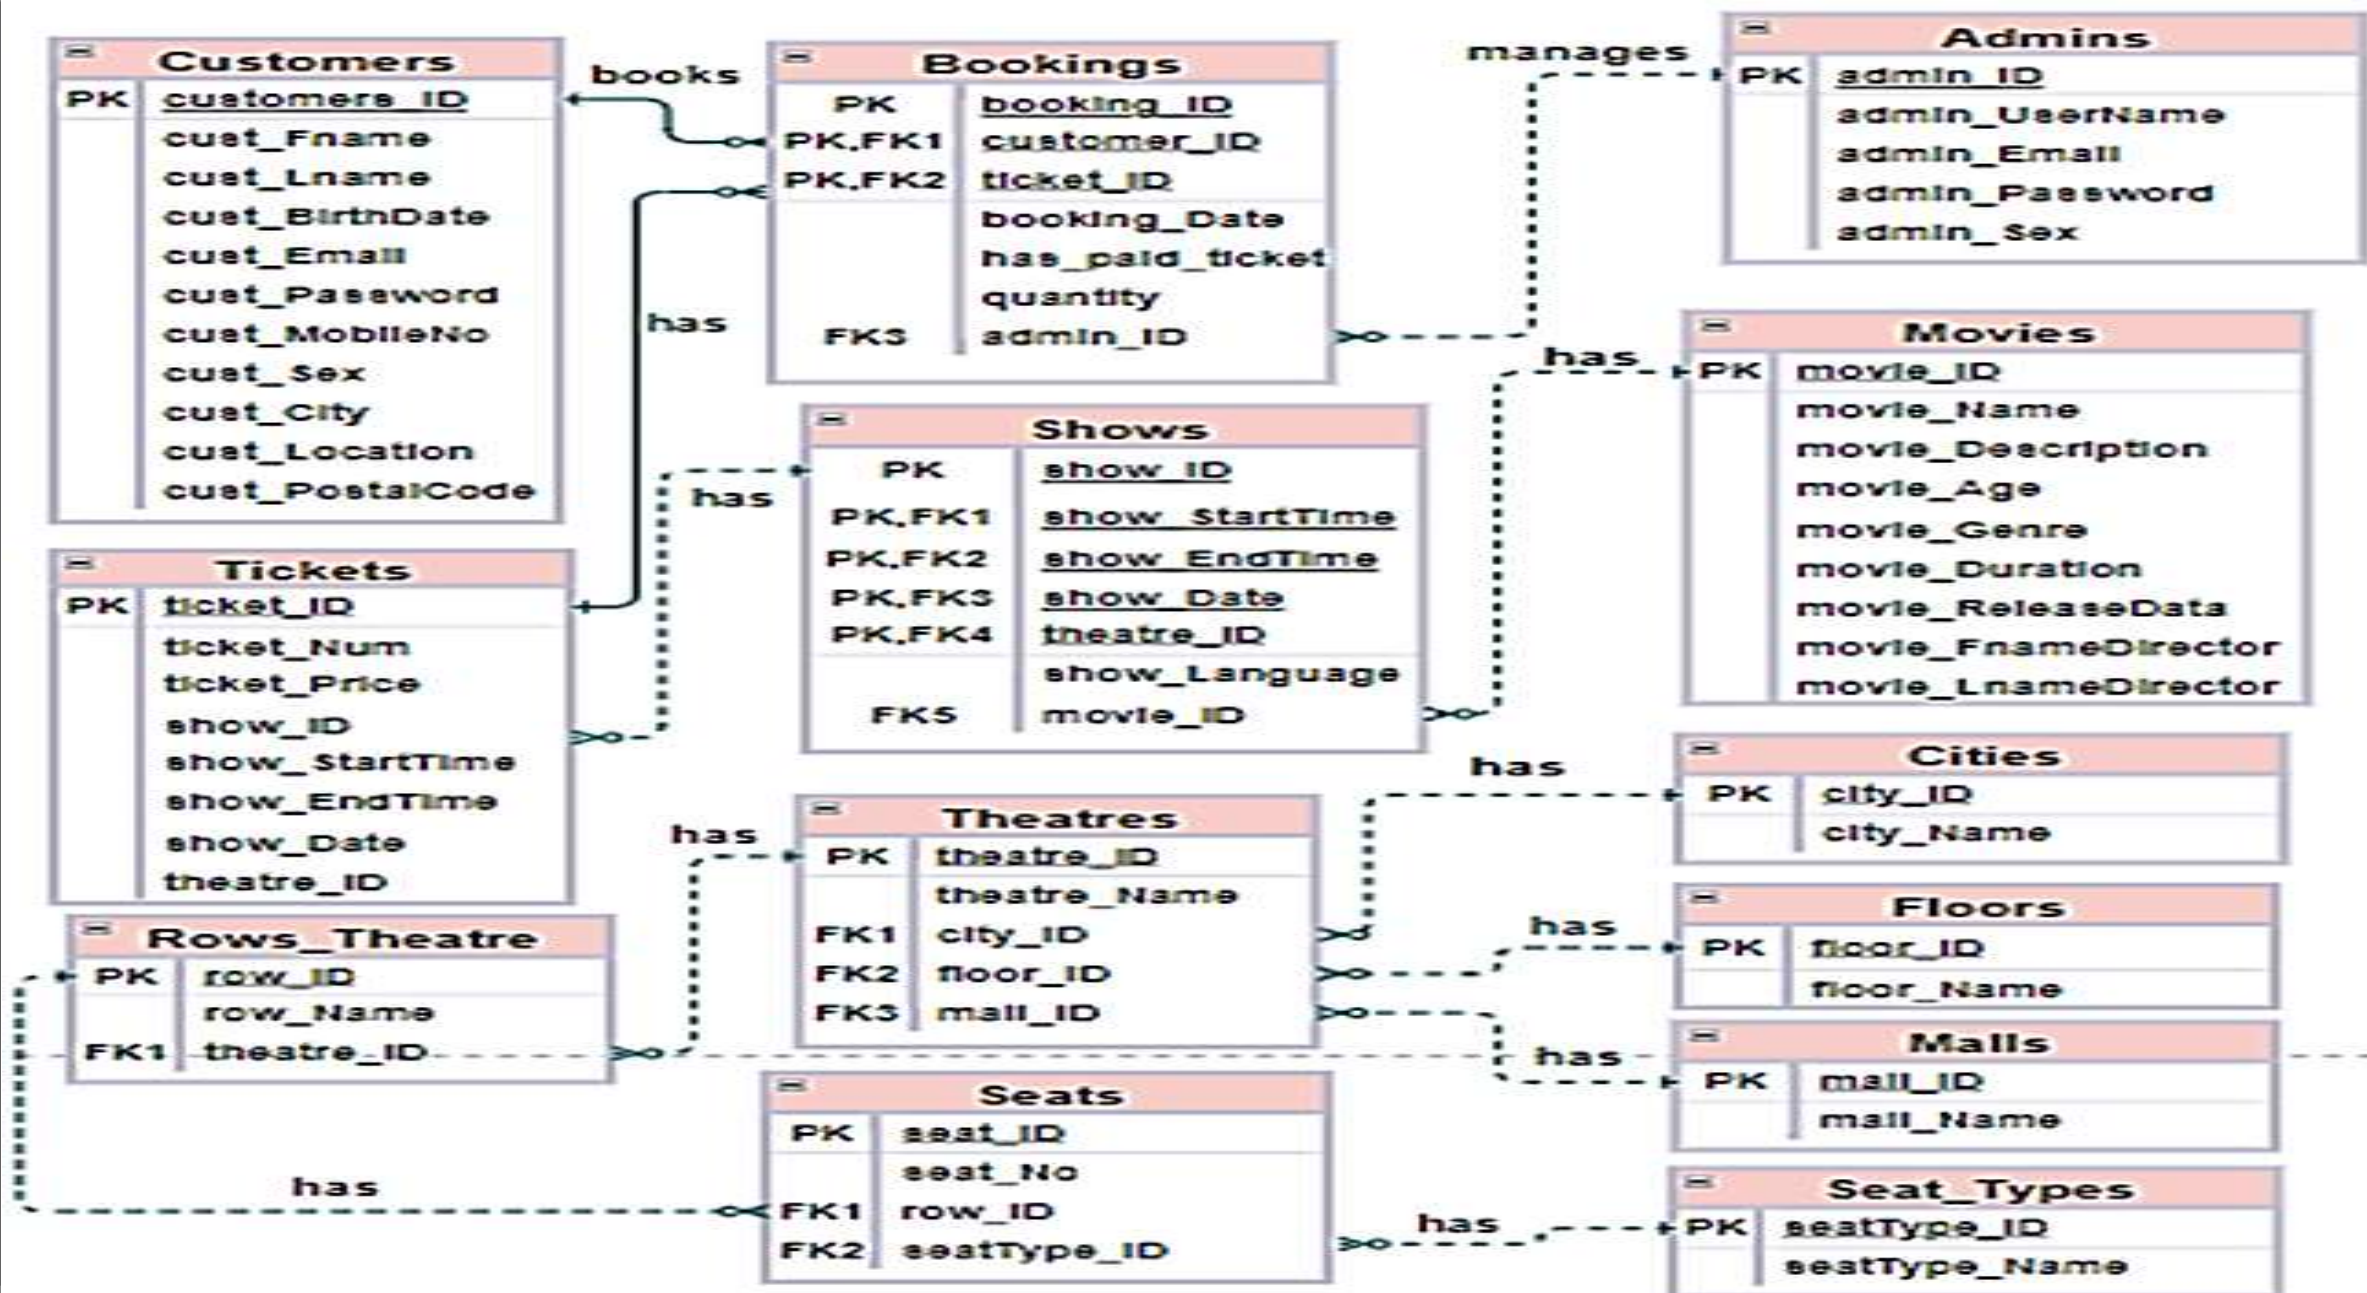 Customers
PK customers_ID
cust_Fname
cust_Lname
cust_BirthDate
cust_Email
cust_Password
cust_MobileNo
cust_Sex
cust_City
cust_Location
cust_PostalCode
books
Bookings
PK booking_ID
PK,FK1 customer_ID
PK,FK2 ticket_ID
booking_Date
has_paid_ticket
quantity
FK3 admin_ID
manages
Admins
PK admin_ID
admin_UserName
admin_Email
admin_Password
admin_Sex
has
has
Movies
PK movie_ID
movie_Name
movie_Description
movie_Age
movie_Genre
movie_Duration
movie_ReleaseData
movie_FnameDirector
movie_LnameDirector
Shows
PK show_ID
PK,FK1 show_StartTime
PK,FK2 show_EndTime
PK,FK3 show_Date
PK,FK4 theatre_ID
show_Language
FK5 movie_ID
has
Tickets
PK ticket_ID
ticket_Num
ticket_Price
show_ID
show_StartTime
show_EndTime
show_Date
theatre_ID
has
Theatres
PK theatre_ID
theatre_Name
FK1 city_ID
FK2 floor_ID
FK3 mall_ID
has
Cities
PK city_ID
city_Name
has
Floors
PK floor_ID
floor_Name
Rows_Theatre
PK row_ID
row_Name
FK1 theatre_ID
has
Malls
PK mall_ID
mall_Name
has
Seats
PK seat_ID
seat_No
FK1 row_ID
FK2 seatType_ID
has
Seat_Types
PK seatType_ID
seatType_Name